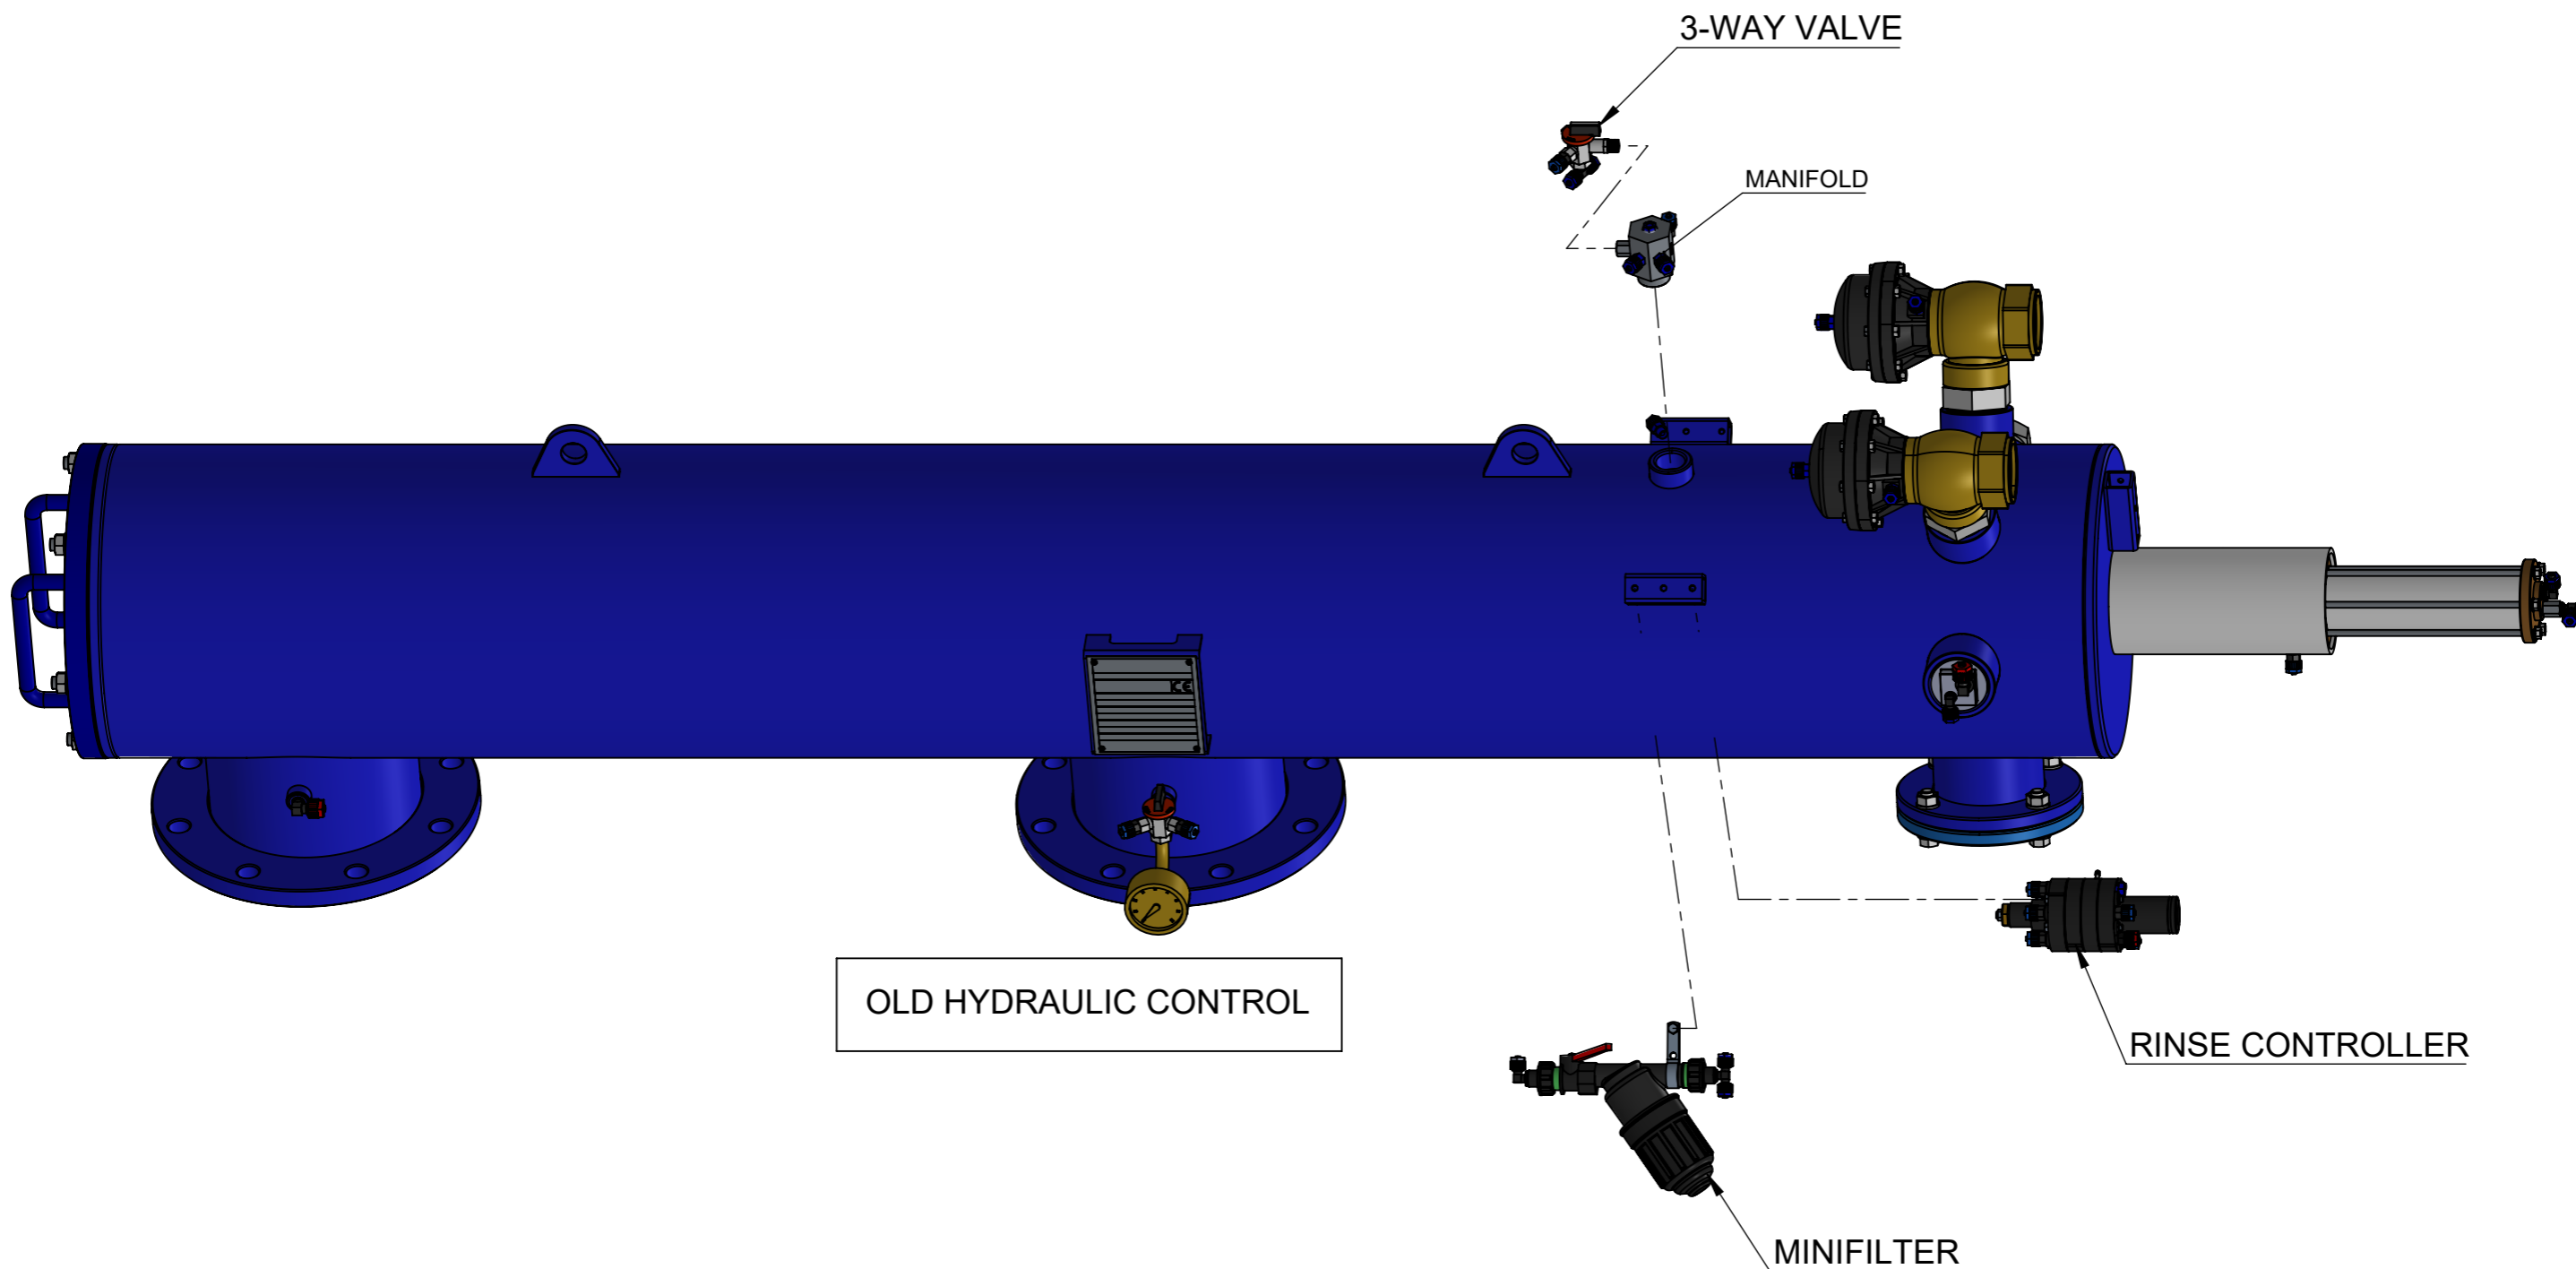 3-WAY VALVE
MANIFOLD
OLD HYDRAULIC CONTROL
RINSE CONTROLLER
MINIFILTER